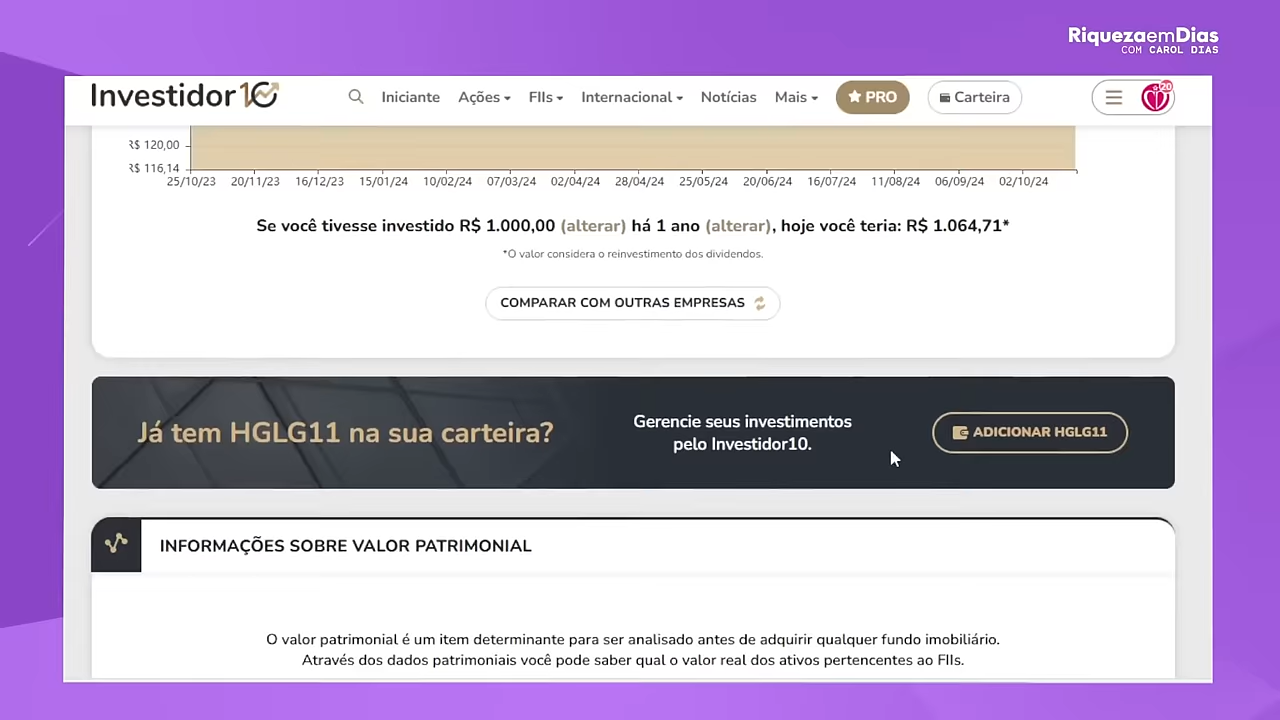 RiquezaemDias
COM CAROL DIAS
Investidor10
Iniciante
Ações
FIIs
Internacional
Notícias
Mais
PRO
Carteira
20
R$ 120,00
R$ 116,14
25/10/23 20/11/23 16/12/23 15/01/24 10/02/24 07/03/24 02/04/24 28/04/24 25/05/24 20/06/24 16/07/24 11/08/24 06/09/24 02/10/24
Se você tivesse investido R$ 1.000,00 (alterar) há 1 ano (alterar), hoje você teria: R$ 1.064,71*
*O valor considera o reinvestimento dos dividendos.
COMPARAR COM OUTRAS EMPRESAS
Já tem HGLG11 na sua carteira?
Gerencie seus investimentos
pelo Investidor10.
ADICIONAR HGLG11
INFORMAÇÕES SOBRE VALOR PATRIMONIAL
O valor patrimonial é um item determinante para ser analisado antes de adquirir qualquer fundo imobiliário.
Através dos dados patrimoniais você pode saber qual o valor real dos ativos pertencentes ao FIIs.